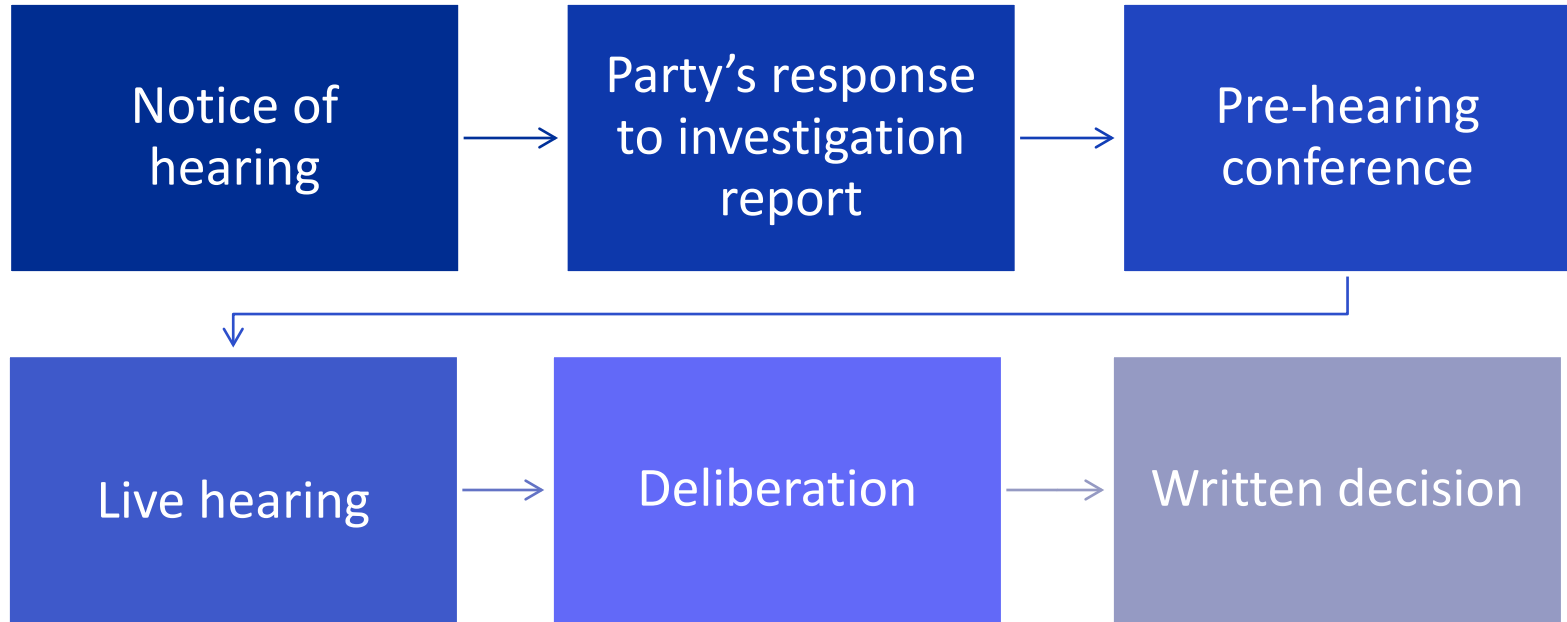 Notice of
hearing
Party’s response
to investigation
report
Pre-hearing
conference
Live hearing
Deliberation
Written decision